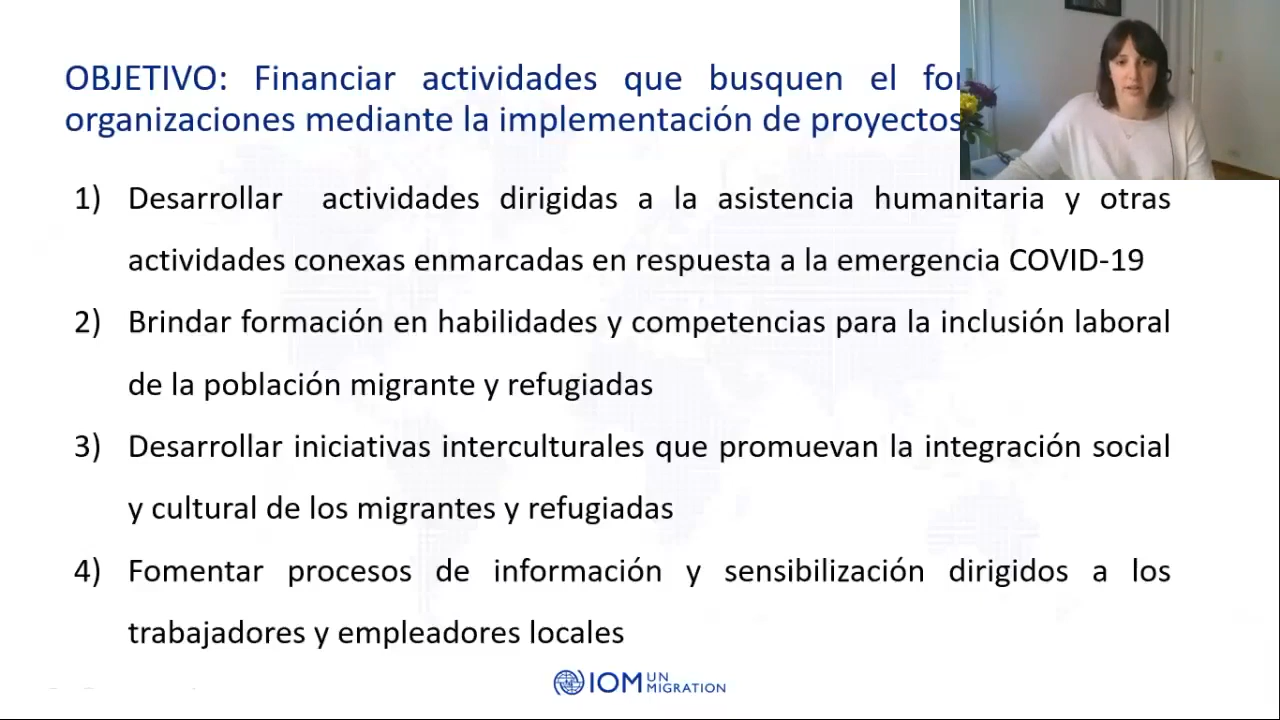 OBJETIVO: Financiar actividades que busquen el
organizaciones mediante la implementación de proyectos
1) Desarrollar actividades dirigidas a la asistencia humanitaria y otras
actividades conexas enmarcadas en respuesta a la emergencia COVID-19
2) Brindar formación en habilidades y competencias para la inclusión laboral
de la población migrante y refugiadas
3) Desarrollar iniciativas interculturales que promuevan la integración social
y cultural de los migrantes y refugiadas
4) Fomentar procesos de información y sensibilización dirigidos a los
trabajadores y empleadores locales
IOM UN MIGRATION